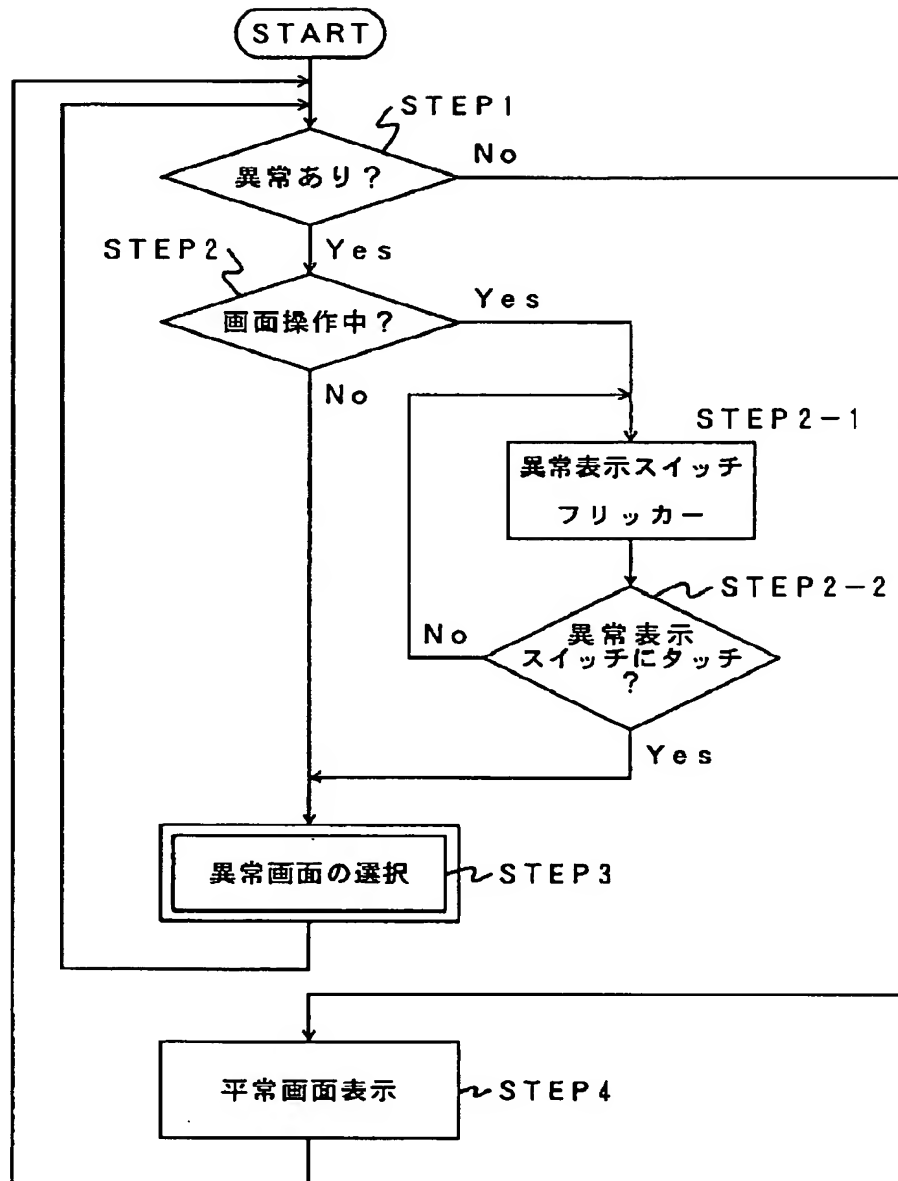 START
STEP1
異常あり？
No
Yes
STEP2
画面操作中？
Yes
No
STEP2-1
異常表示スイッチ
フリッカー
STEP2-2
異常表示
スイッチにタッチ
？
No
Yes
異常画面の選択
STEP3
平常画面表示
STEP4